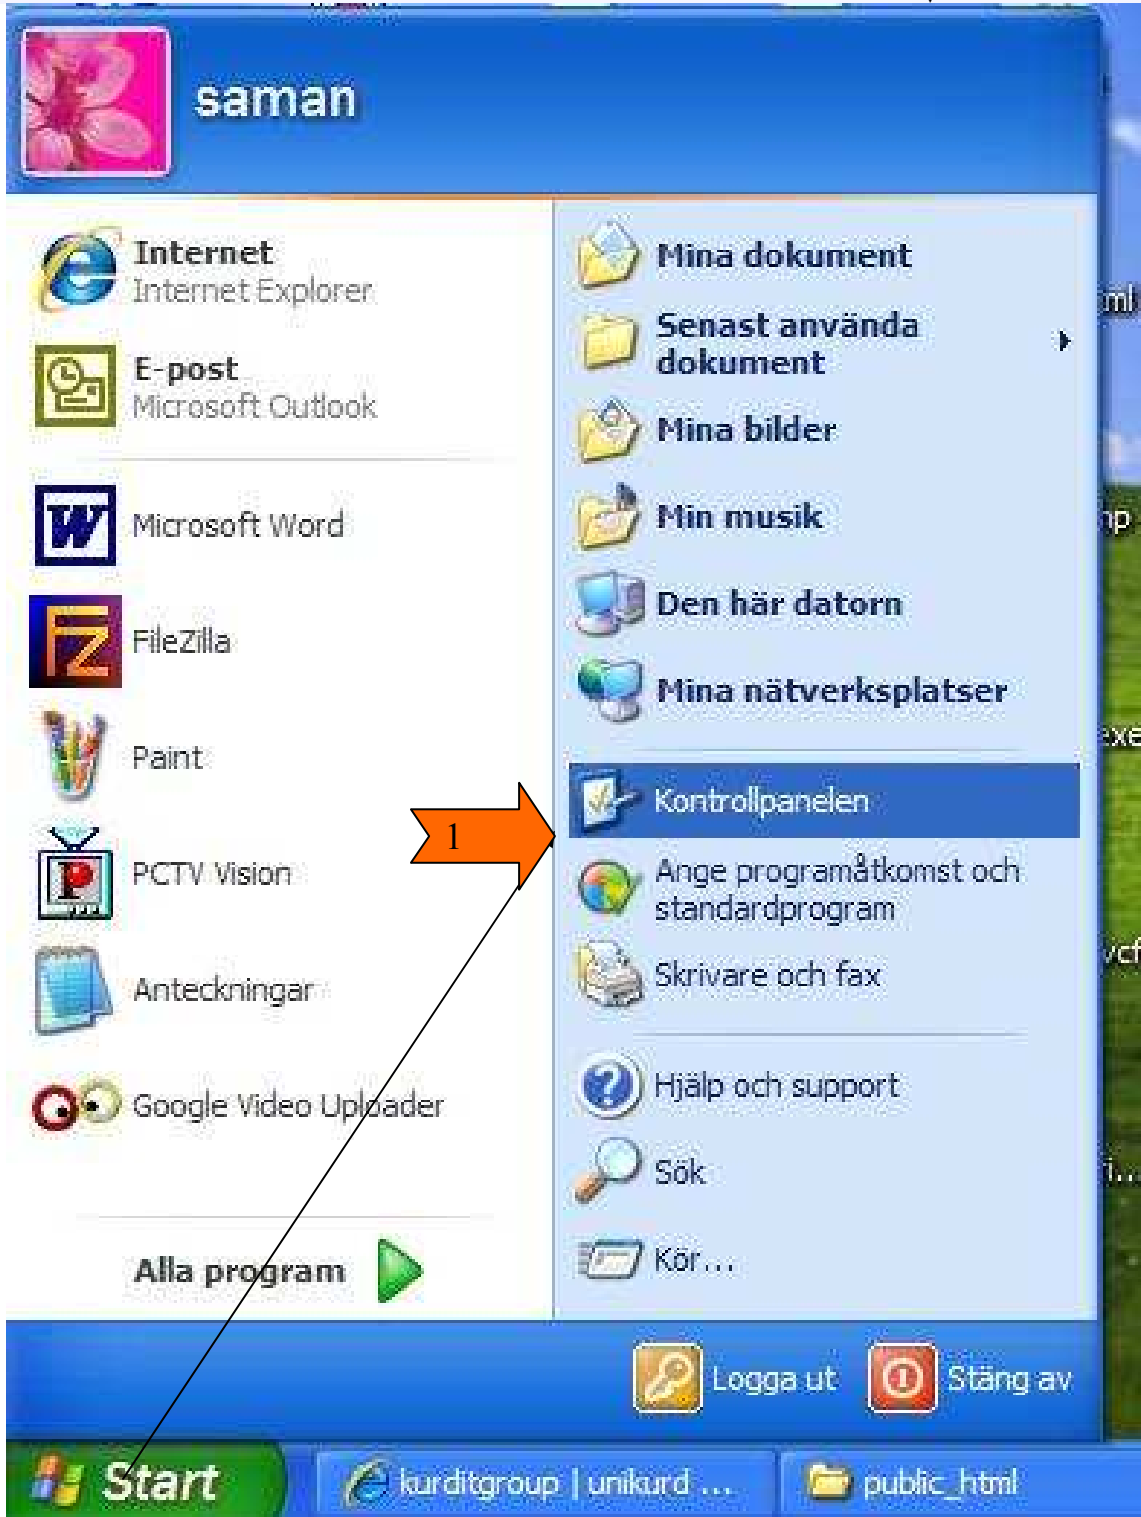 saman
Internet
Internet Explorer
E-post
Microsoft Outlook
Microsoft Word
FileZilla
Paint
PCTV Vision
Anteckningar
Google Video Uploader
Alla program
Mina dokument
Senast använda
dokument
Mina bilder
Min musik
Den här datorn
Mina nätverksplatser
1
Kontrollpanelen
Ange programåtkomst och
standardprogram
Skrivare och fax
Hjälp och support
Sök
Kör...
Logga ut
Stäng av
Start
kurditgroup | unikurd ...
public_html